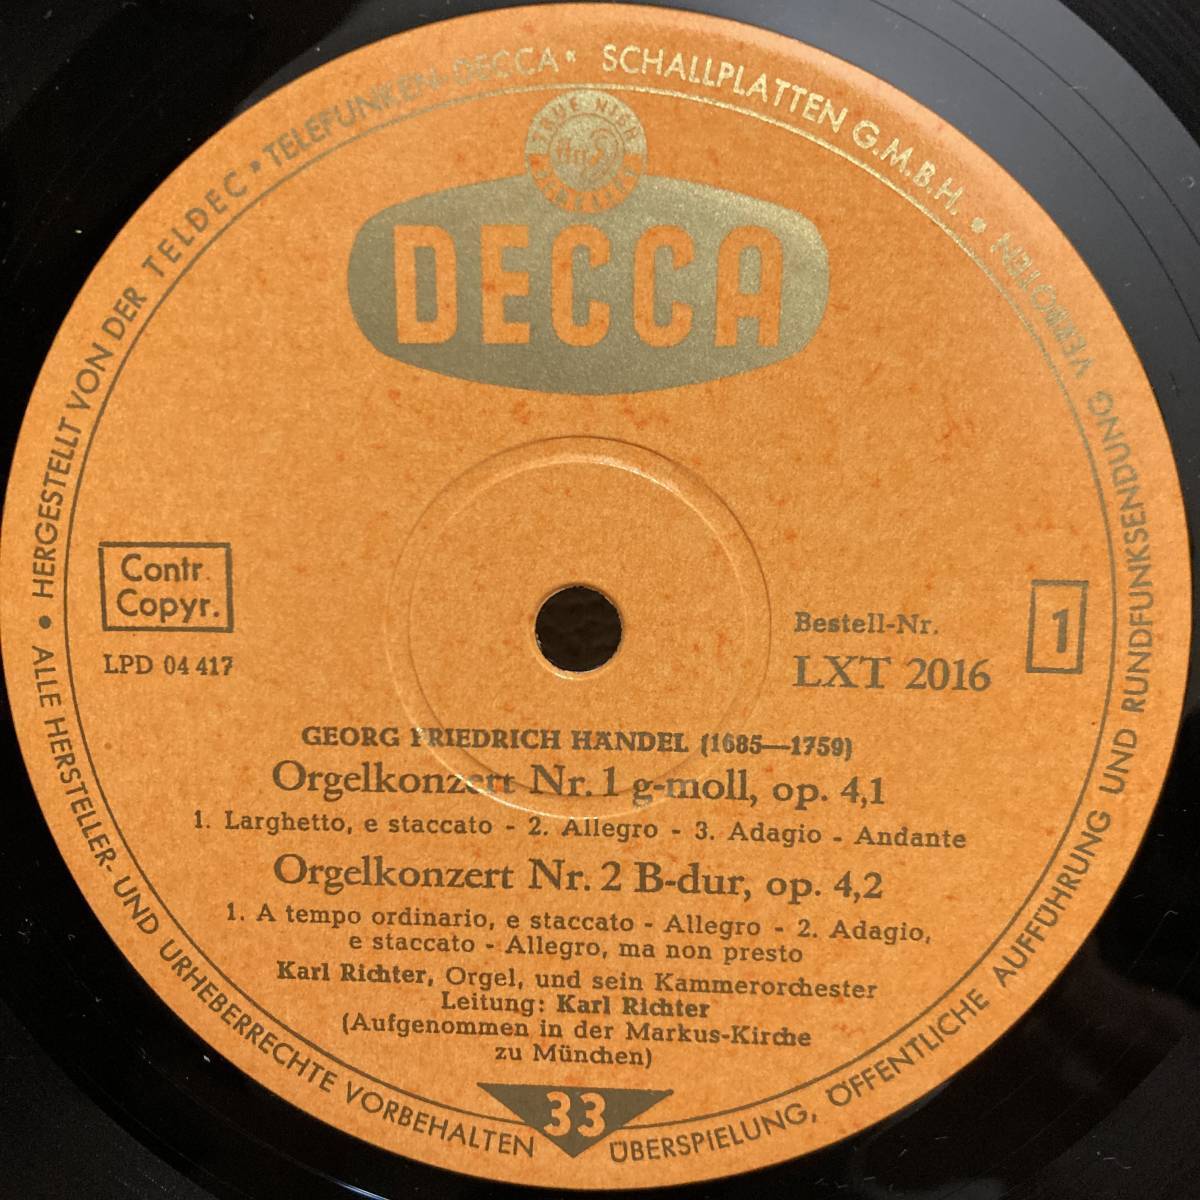 HERGESTELLT VON DER TELDEC • TELEFUNKEN-DECCA« SCHALLPLATTEN G.M.B.H. •
ALLE HERSTELLER- UND URHEBERRECHTE VORBEHALTEN
ÜBERSPIELUNG, ÖFFENTLICHE AUFFÜHRUNG UND RUNDFUNKSENDUNG VERBOTEN
DECCA
Contr.
Copyr.
LPD 04 417
Bestell-Nr.
LXT 2016
1
GEORG FRIEDRICH HÄNDEL (1685—1759)
Orgelkonzert Nr. 1 g-moll, op. 4,1
1. Larghetto, e staccato - 2. Allegro - 3. Adagio - Andante
Orgelkonzert Nr. 2 B-dur, op. 4,2
1. A tempo ordinario, e staccato - Allegro - 2. Adagio,
e staccato - Allegro, ma non presto
Karl Richter, Orgel, und sein Kammerorchester
Leitung: Karl Richter
(Aufgenommen in der Markus-Kirche
zu München)
33